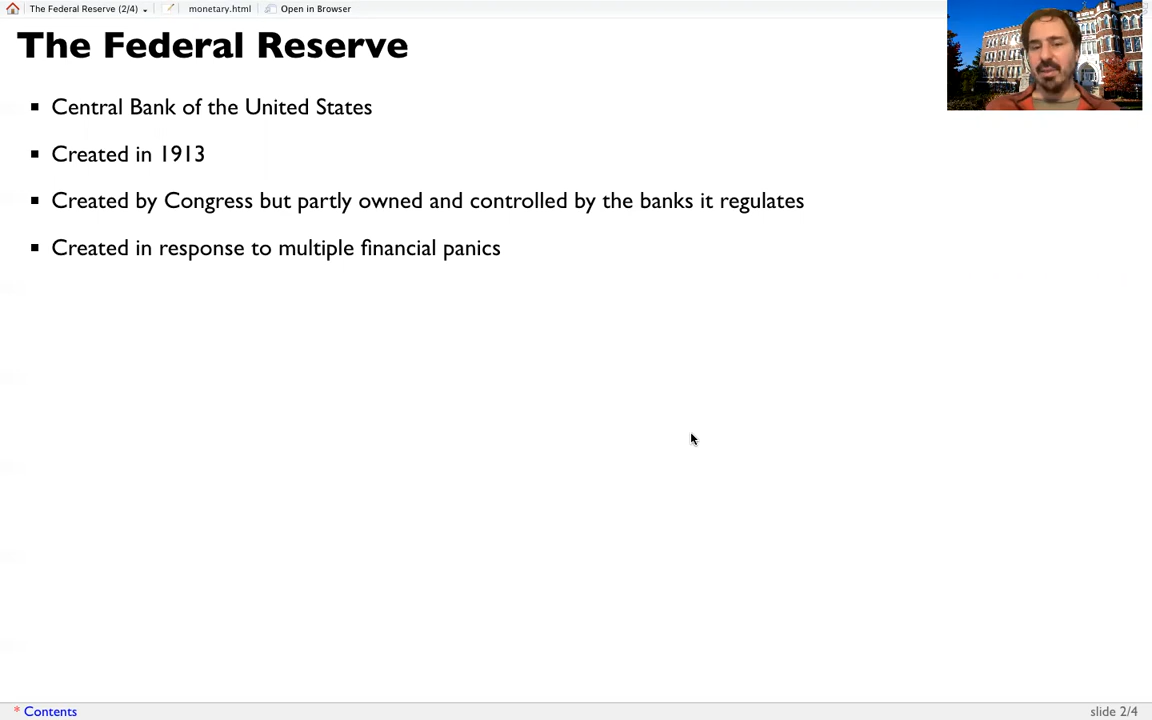 The Federal Reserve (2/4) monetary.html Open in Browser
The Federal Reserve
Central Bank of the United States
Created in 1913
Created by Congress but partly owned and controlled by the banks it regulates
Created in response to multiple financial panics
* Contents slide 2/4